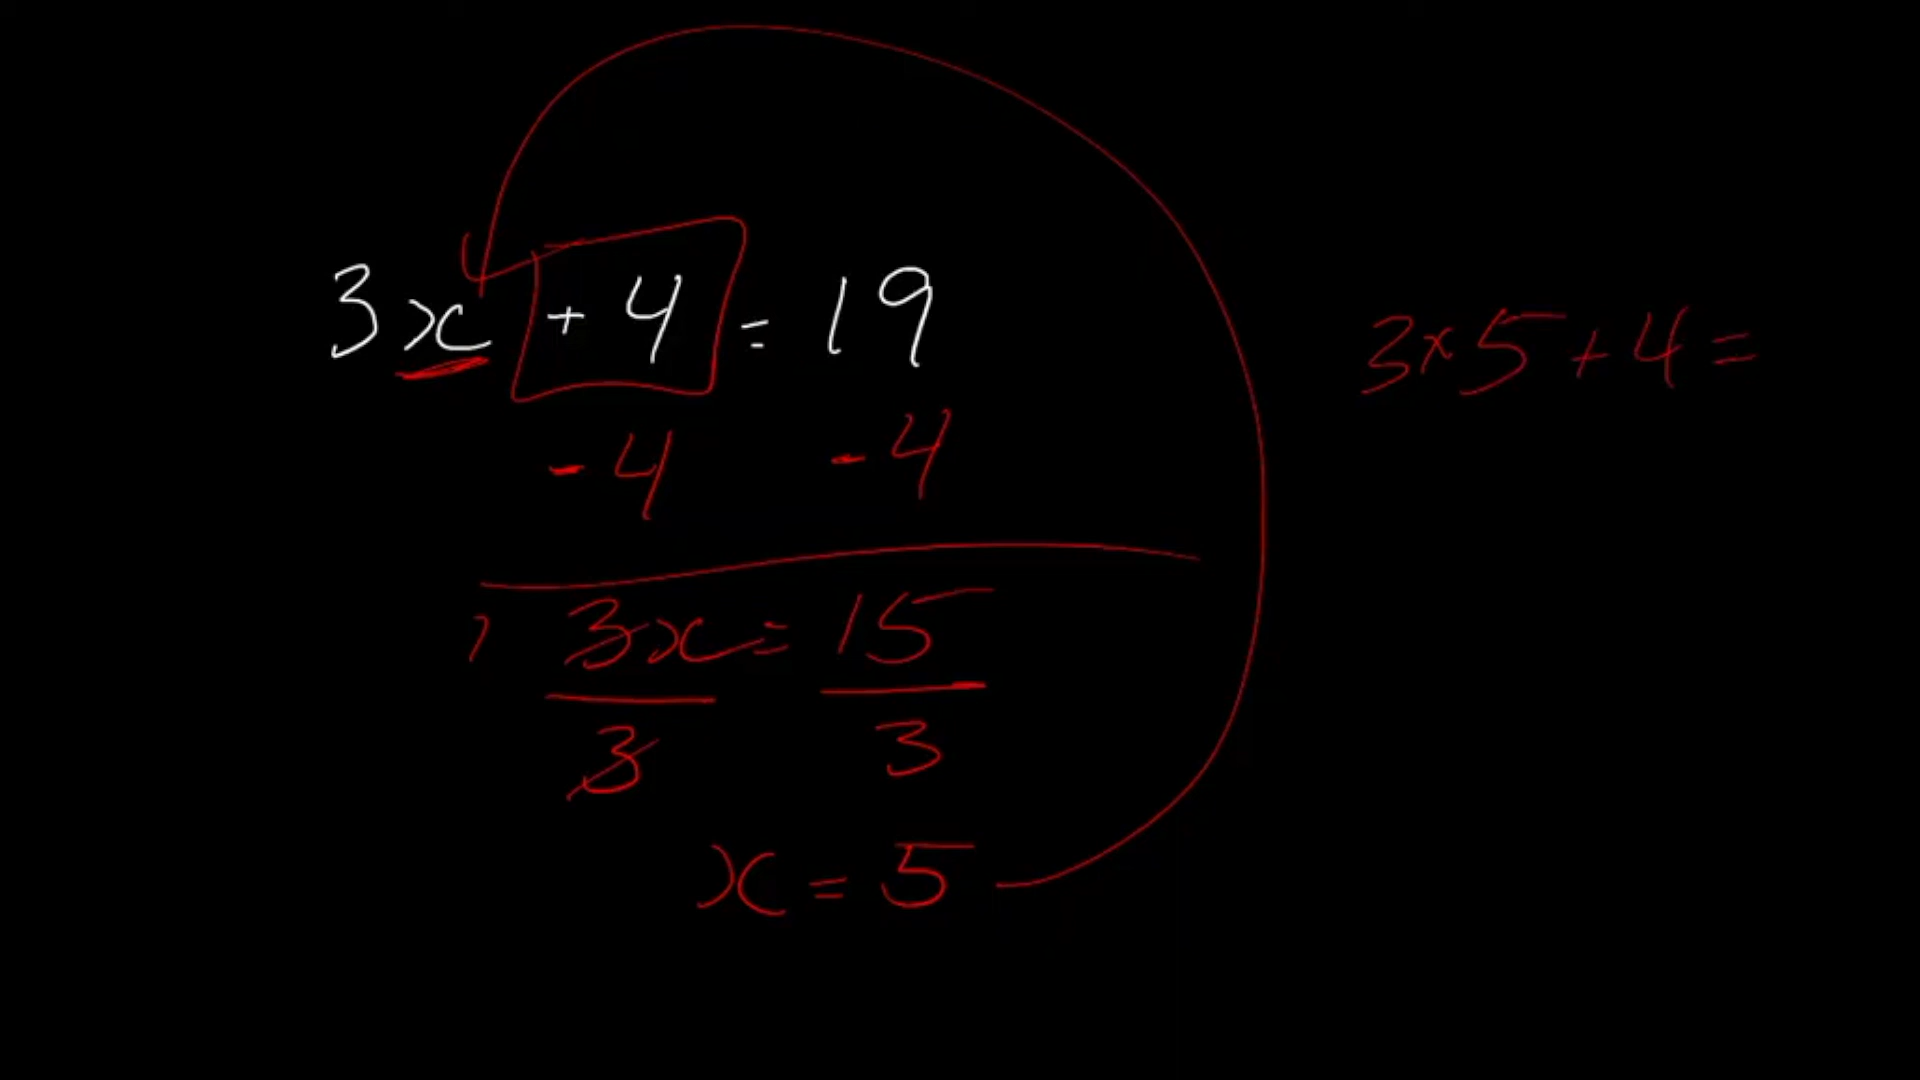 3x + 4 = 19
3×5+4=
-4 -4
3x = 15
3 3
x = 5